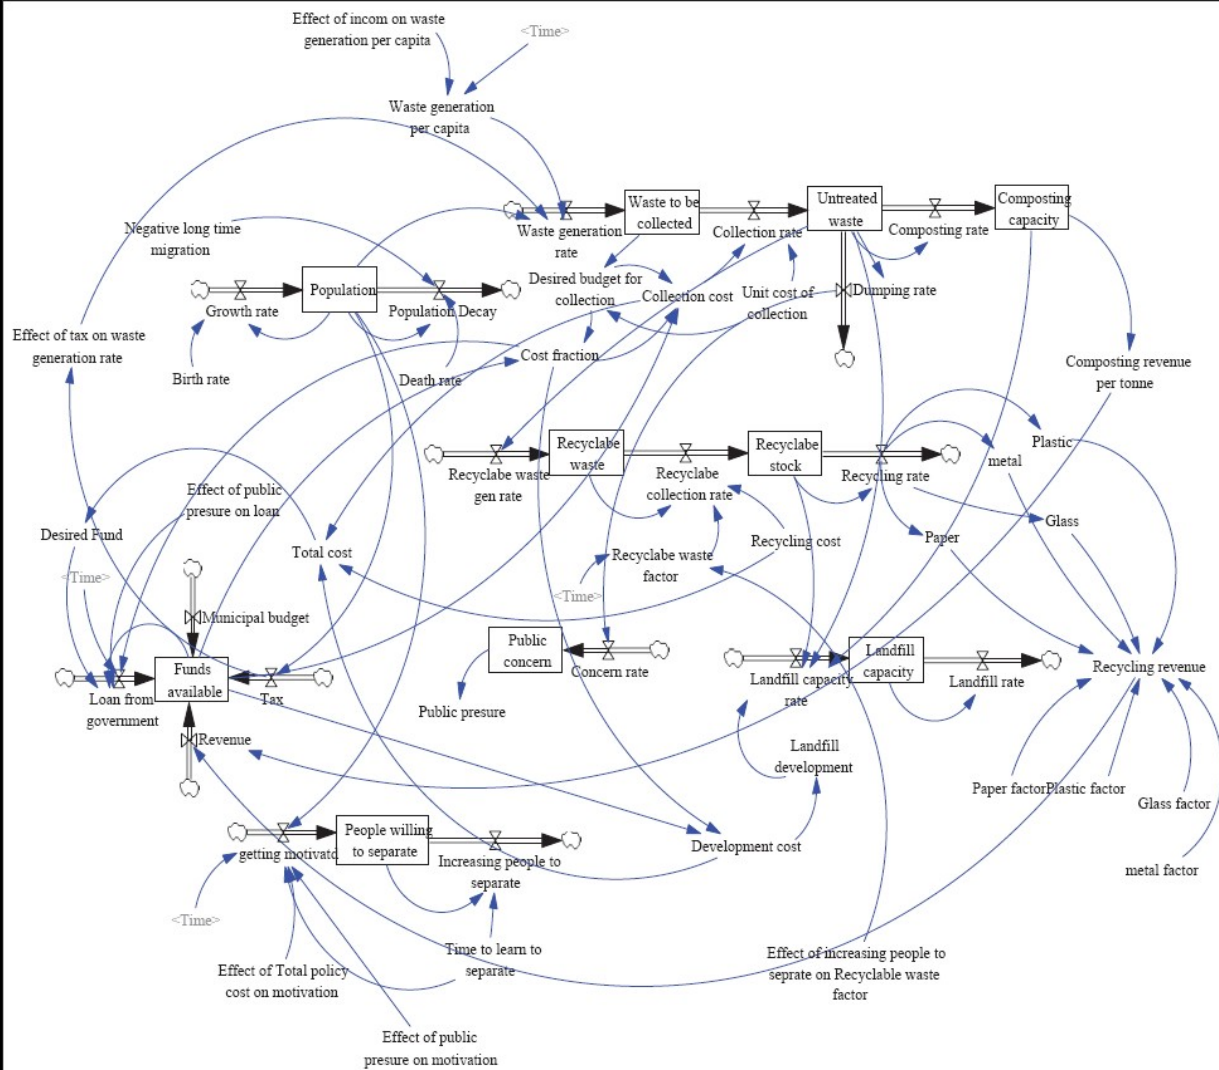 Effect of incom on waste
generation per capita
<Time>
Waste generation
per capita
Waste to be
collected
Untreated
waste
Composting
capacity
Negative long time
migration
Waste generation
rate
Collection rate
Composting rate
Desired budget for
collection
Collection cost
Unit cost of
collection
Dumping rate
Population
Growth rate
Population Decay
Effect of tax on waste
generation rate
Birth rate
Death rate
Cost fraction
Composting revenue
per tonne
Recyclabe
waste
Recyclabe
stock
Plastic
metal
Recyclabe waste
gen rate
Recyclabe
collection rate
Recycling rate
Effect of public
presure on loan
Desired Fund
Total cost
Recyclabe waste
factor
Recycling cost
Glass
Paper
<Time>
<Time>
Municipal budget
Public
concern
Concern rate
Landfill
capacity
Recycling revenue
Funds
available
Loan from
government
Tax
Landfill capacity
rate
Landfill rate
Public presure
Revenue
Landfill
development
Paper factor
Plastic factor
Glass factor
People willing
to separate
getting motivatd
Increasing people to
separate
Development cost
metal factor
<Time>
Effect of Total policy
cost on motivation
Time to learn to
separate
Effect of increasing people to
seprate on Recyclable waste
factor
Effect of public
presure on motivation